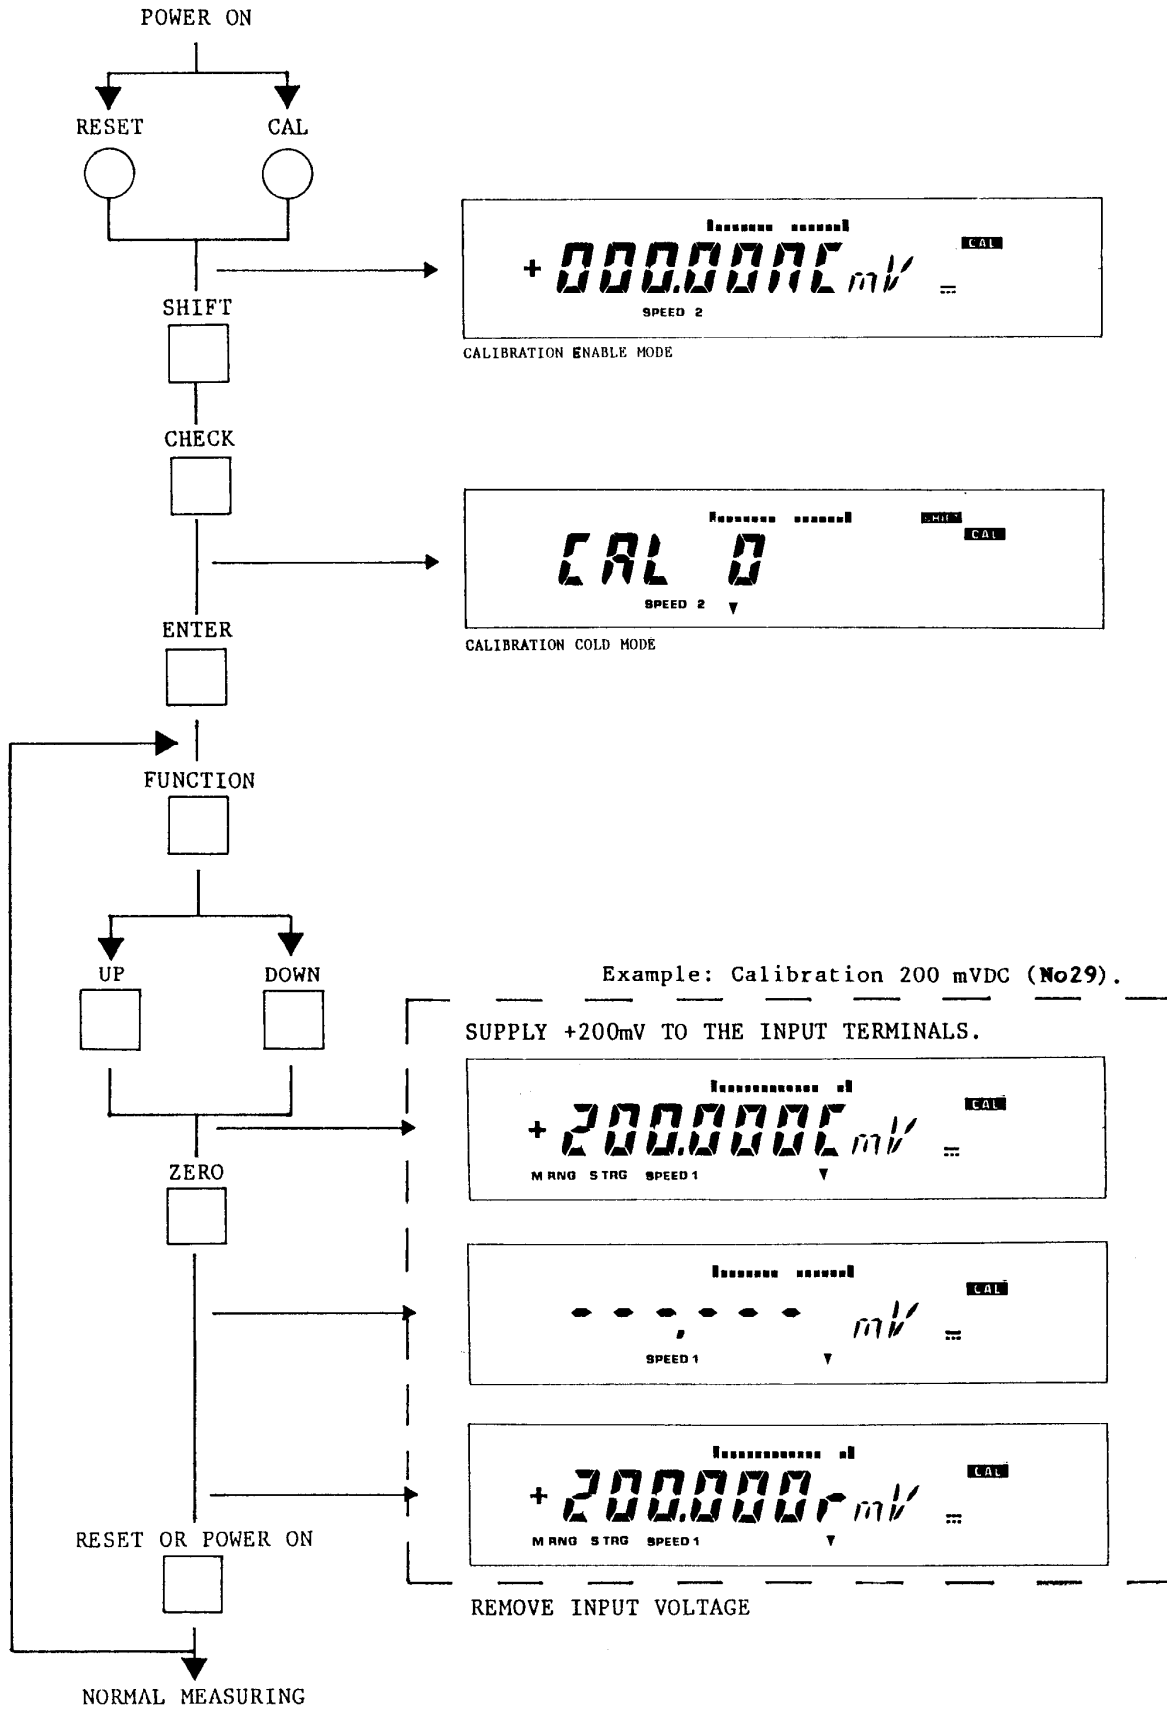 POWER ON
RESET CAL
CAL
+ 000.00NC mV
SPEED 2
SHIFT
CALIBRATION ENABLE MODE
CHECK
SHIFT
CAL
CAL 0
SPEED 2
ENTER
CALIBRATION COLD MODE
FUNCTION
UP DOWN
Example: Calibration 200 mVDC (No29).
SUPPLY +200mV TO THE INPUT TERMINALS.
CAL
+ 200.000C mV
M RNG S TRG SPEED 1
ZERO
CAL
- - -, - - - mV
SPEED 1
CAL
+ 200.000r mV
M RNG S TRG SPEED 1
RESET OR POWER ON
REMOVE INPUT VOLTAGE
NORMAL MEASURING